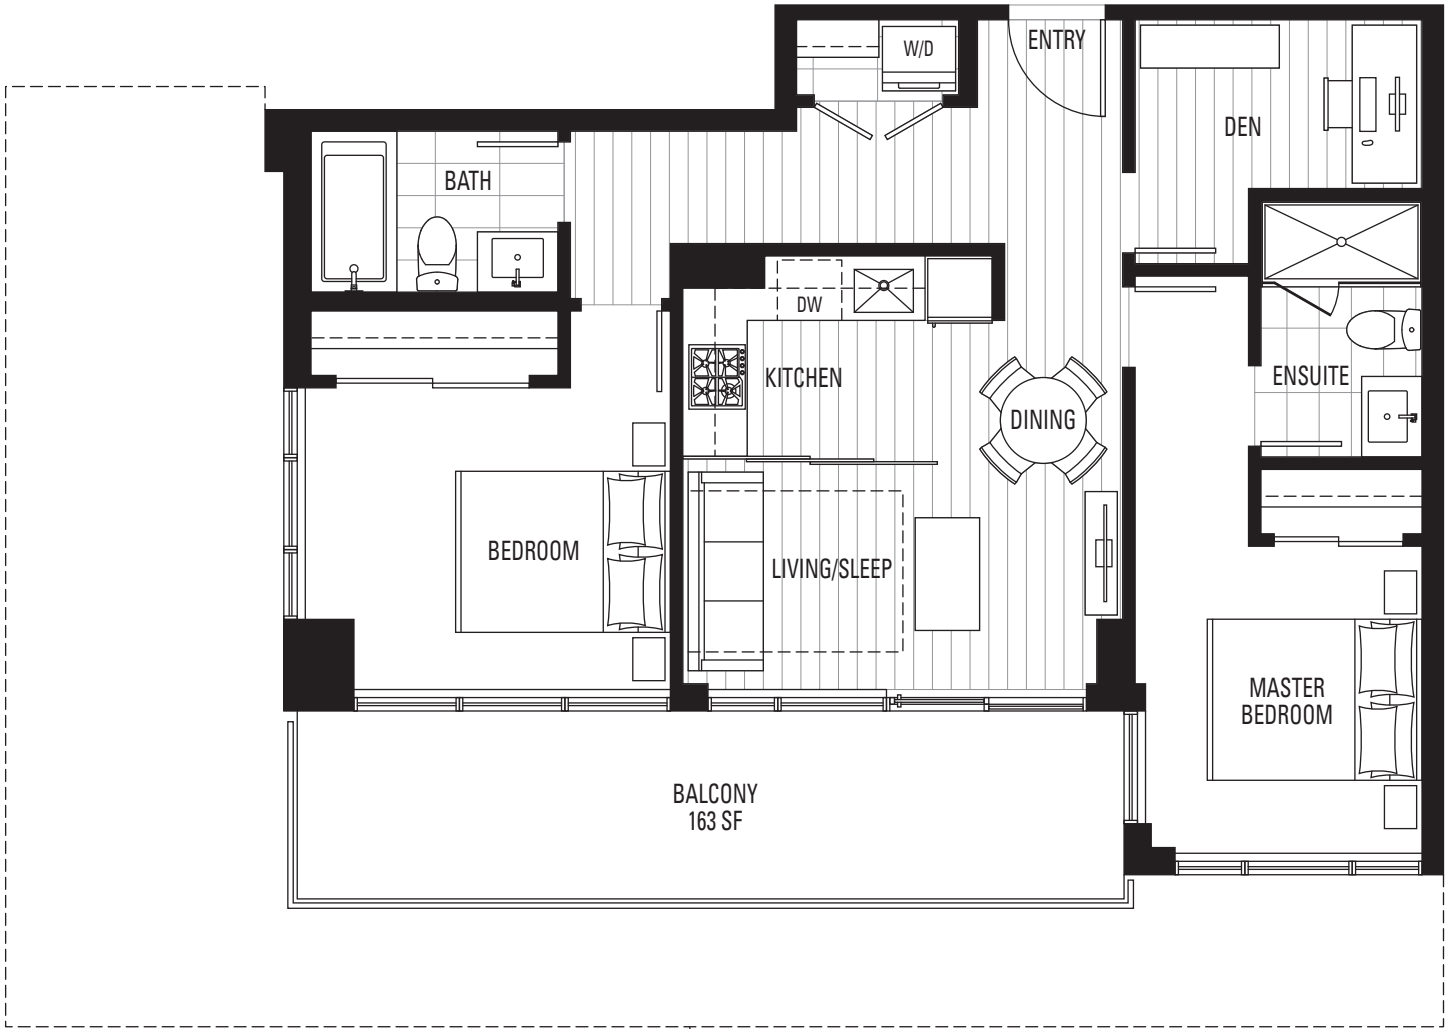 W/D
ENTRY
DEN
BATH
DW
KITCHEN
DINING
ENSUITE
BEDROOM
LIVING/SLEEP
MASTER
BEDROOM
BALCONY
163 SF